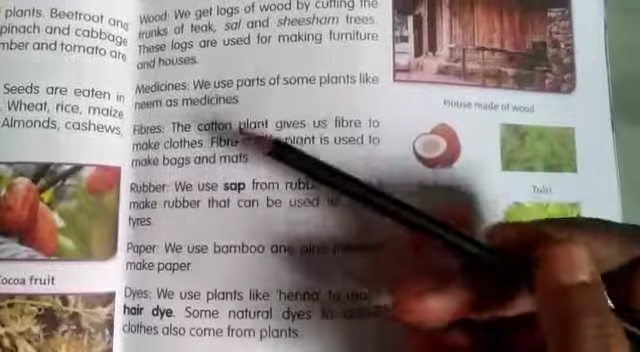 plants. Beetroot and
pinach and cabbage
mber and tomato are
Seeds are eaten in
Wheat, rice, maize
Almonds, cashews,
ocoa fruit
Wood: We get logs of wood by cutting the
trunks of teak, sal and sheesham trees.
These logs are used for making furniture
and houses.
Medicines: We use parts of some plants like
neem as medicines
Fibres: The cotton plant gives us fibre to
make clothes. Fibre plant is used to
make bags and mats
Rubber: We use sap from
make rubber that can be used
tyres.
Paper: We use bamboo and
make paper.
Dyes: We use plants like 'henna' to
hair dye. Some natural dyes
clothes also come from plants.
House made of wood
Tulsi